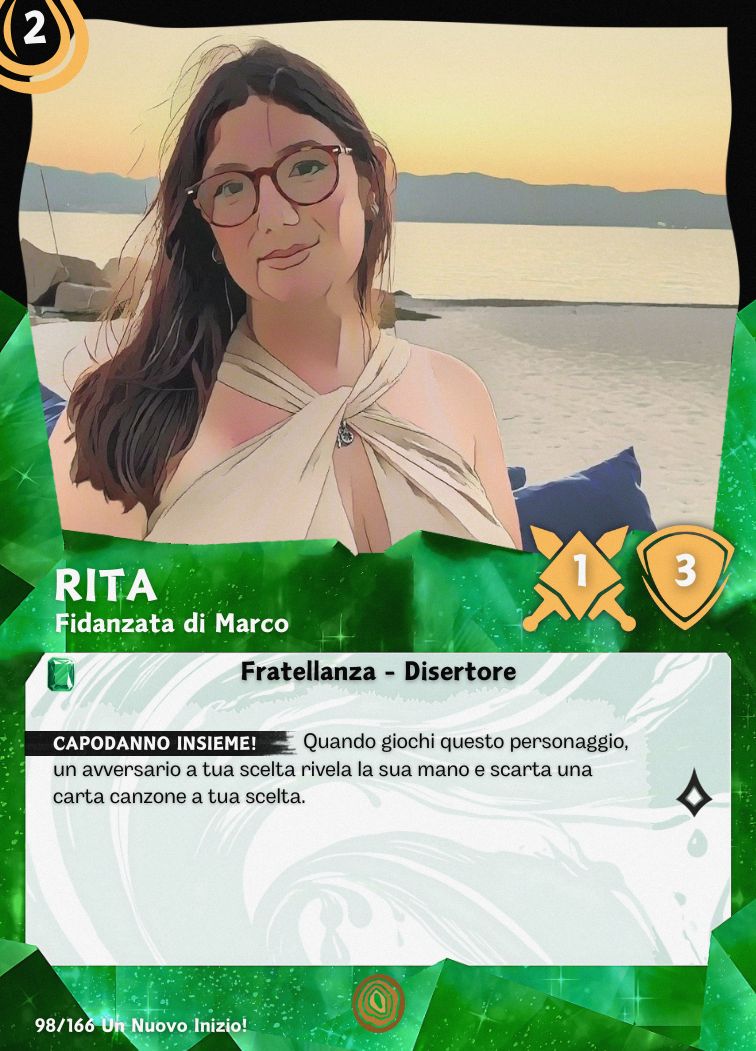 2
RITA
Fidanzata di Marco
1
3
Fratellanza - Disertore
CAPODANNO INSIEME! Quando giochi questo personaggio,
un avversario a tua scelta rivela la sua mano e scarta una
carta canzone a tua scelta.
98/166 Un Nuovo Inizio!